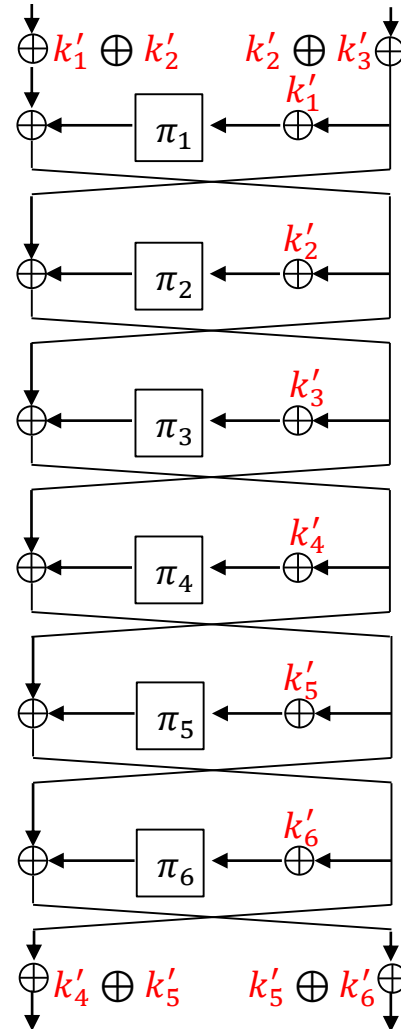 k′₁ ⊕ k′₂ k′₂ ⊕ k′₃
k′₁
π₁
k′₂
π₂
k′₃
π₃
k′₄
π₄
k′₅
π₅
k′₆
π₆
k′₄ ⊕ k′₅ k′₅ ⊕ k′₆